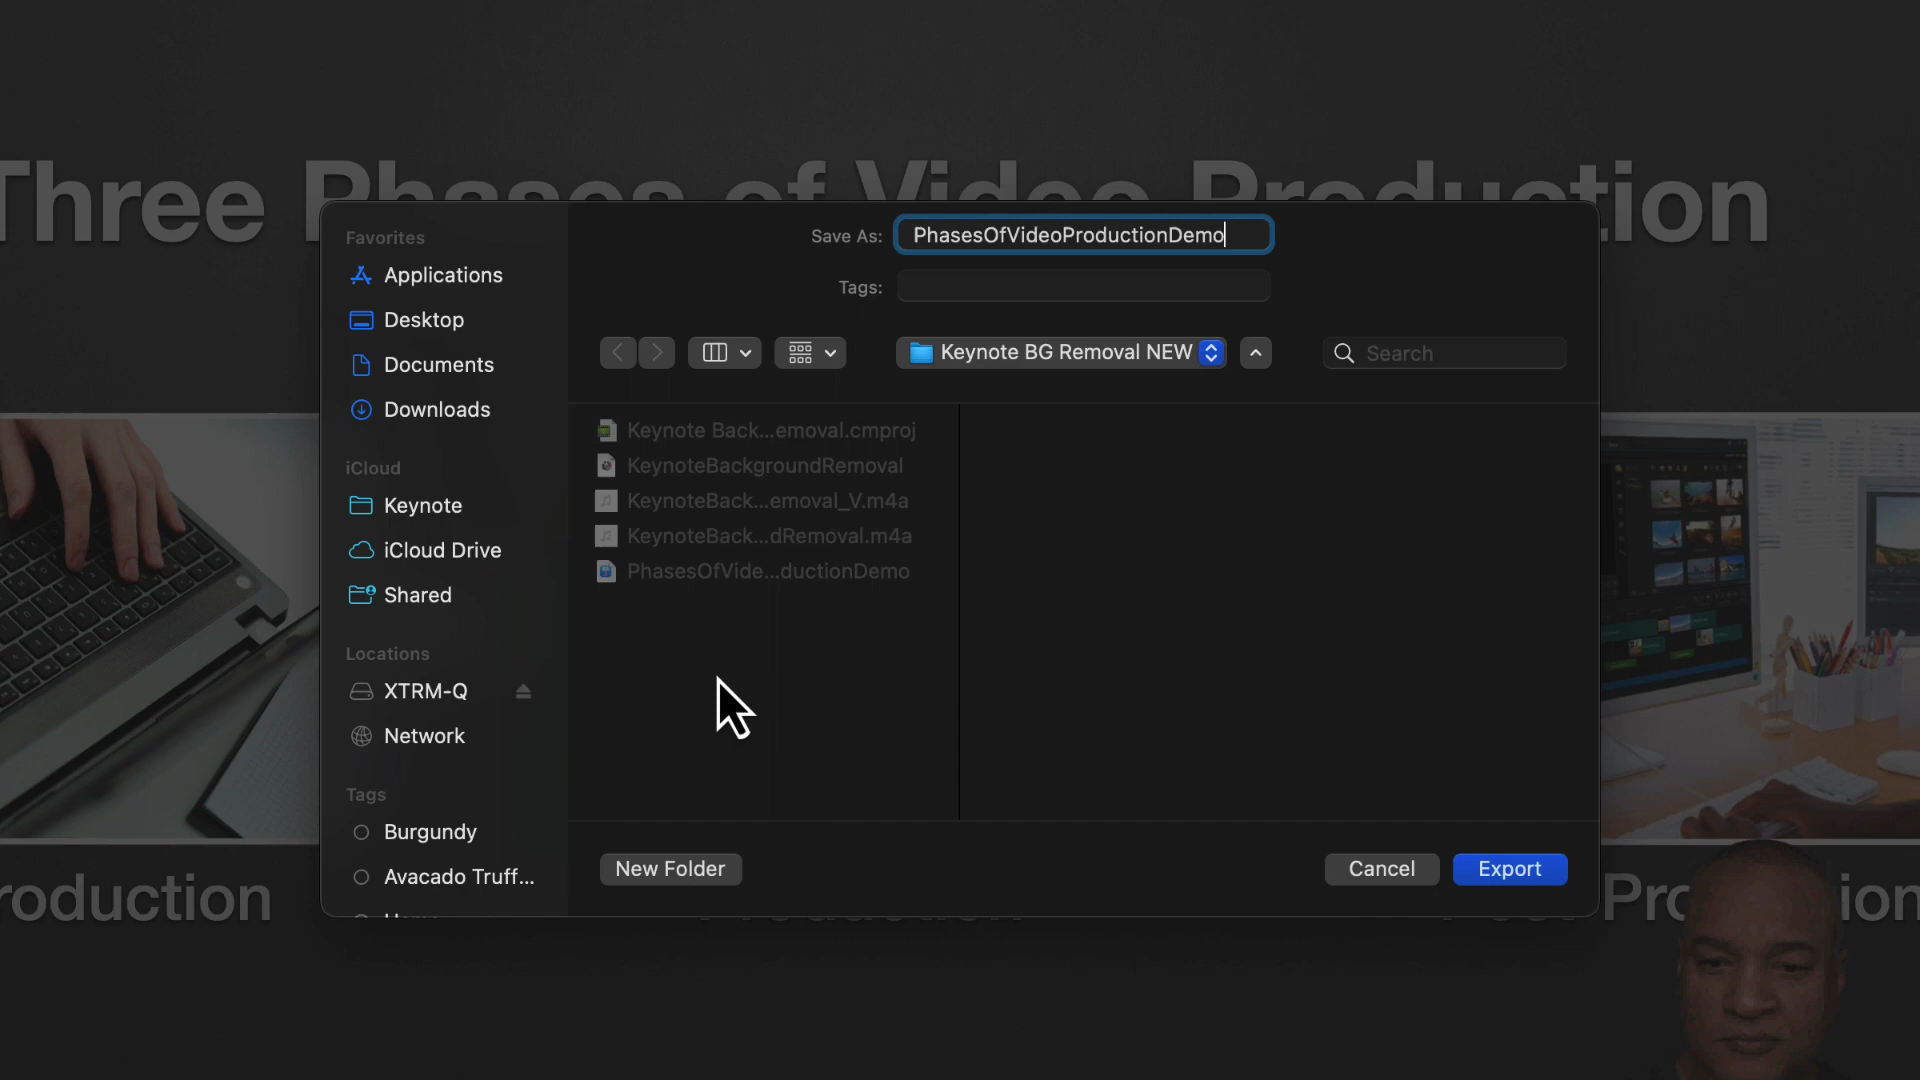 Three Phases of Video Production
Favorites
Applications
Desktop
Documents
Downloads
iCloud
Keynote
iCloud Drive
Shared
Locations
XTRM-Q
Network
Tags
Burgundy
Avacado Truff...
Save As: PhasesOfVideoProductionDemo
Tags:
Keynote BG Removal NEW
Search
Keynote Back...emoval.cmproj
KeynoteBackgroundRemoval
KeynoteBack...emoval_V.m4a
KeynoteBack...dRemoval.m4a
PhasesOfVide...ductionDemo
New Folder
Cancel
Export
roduction